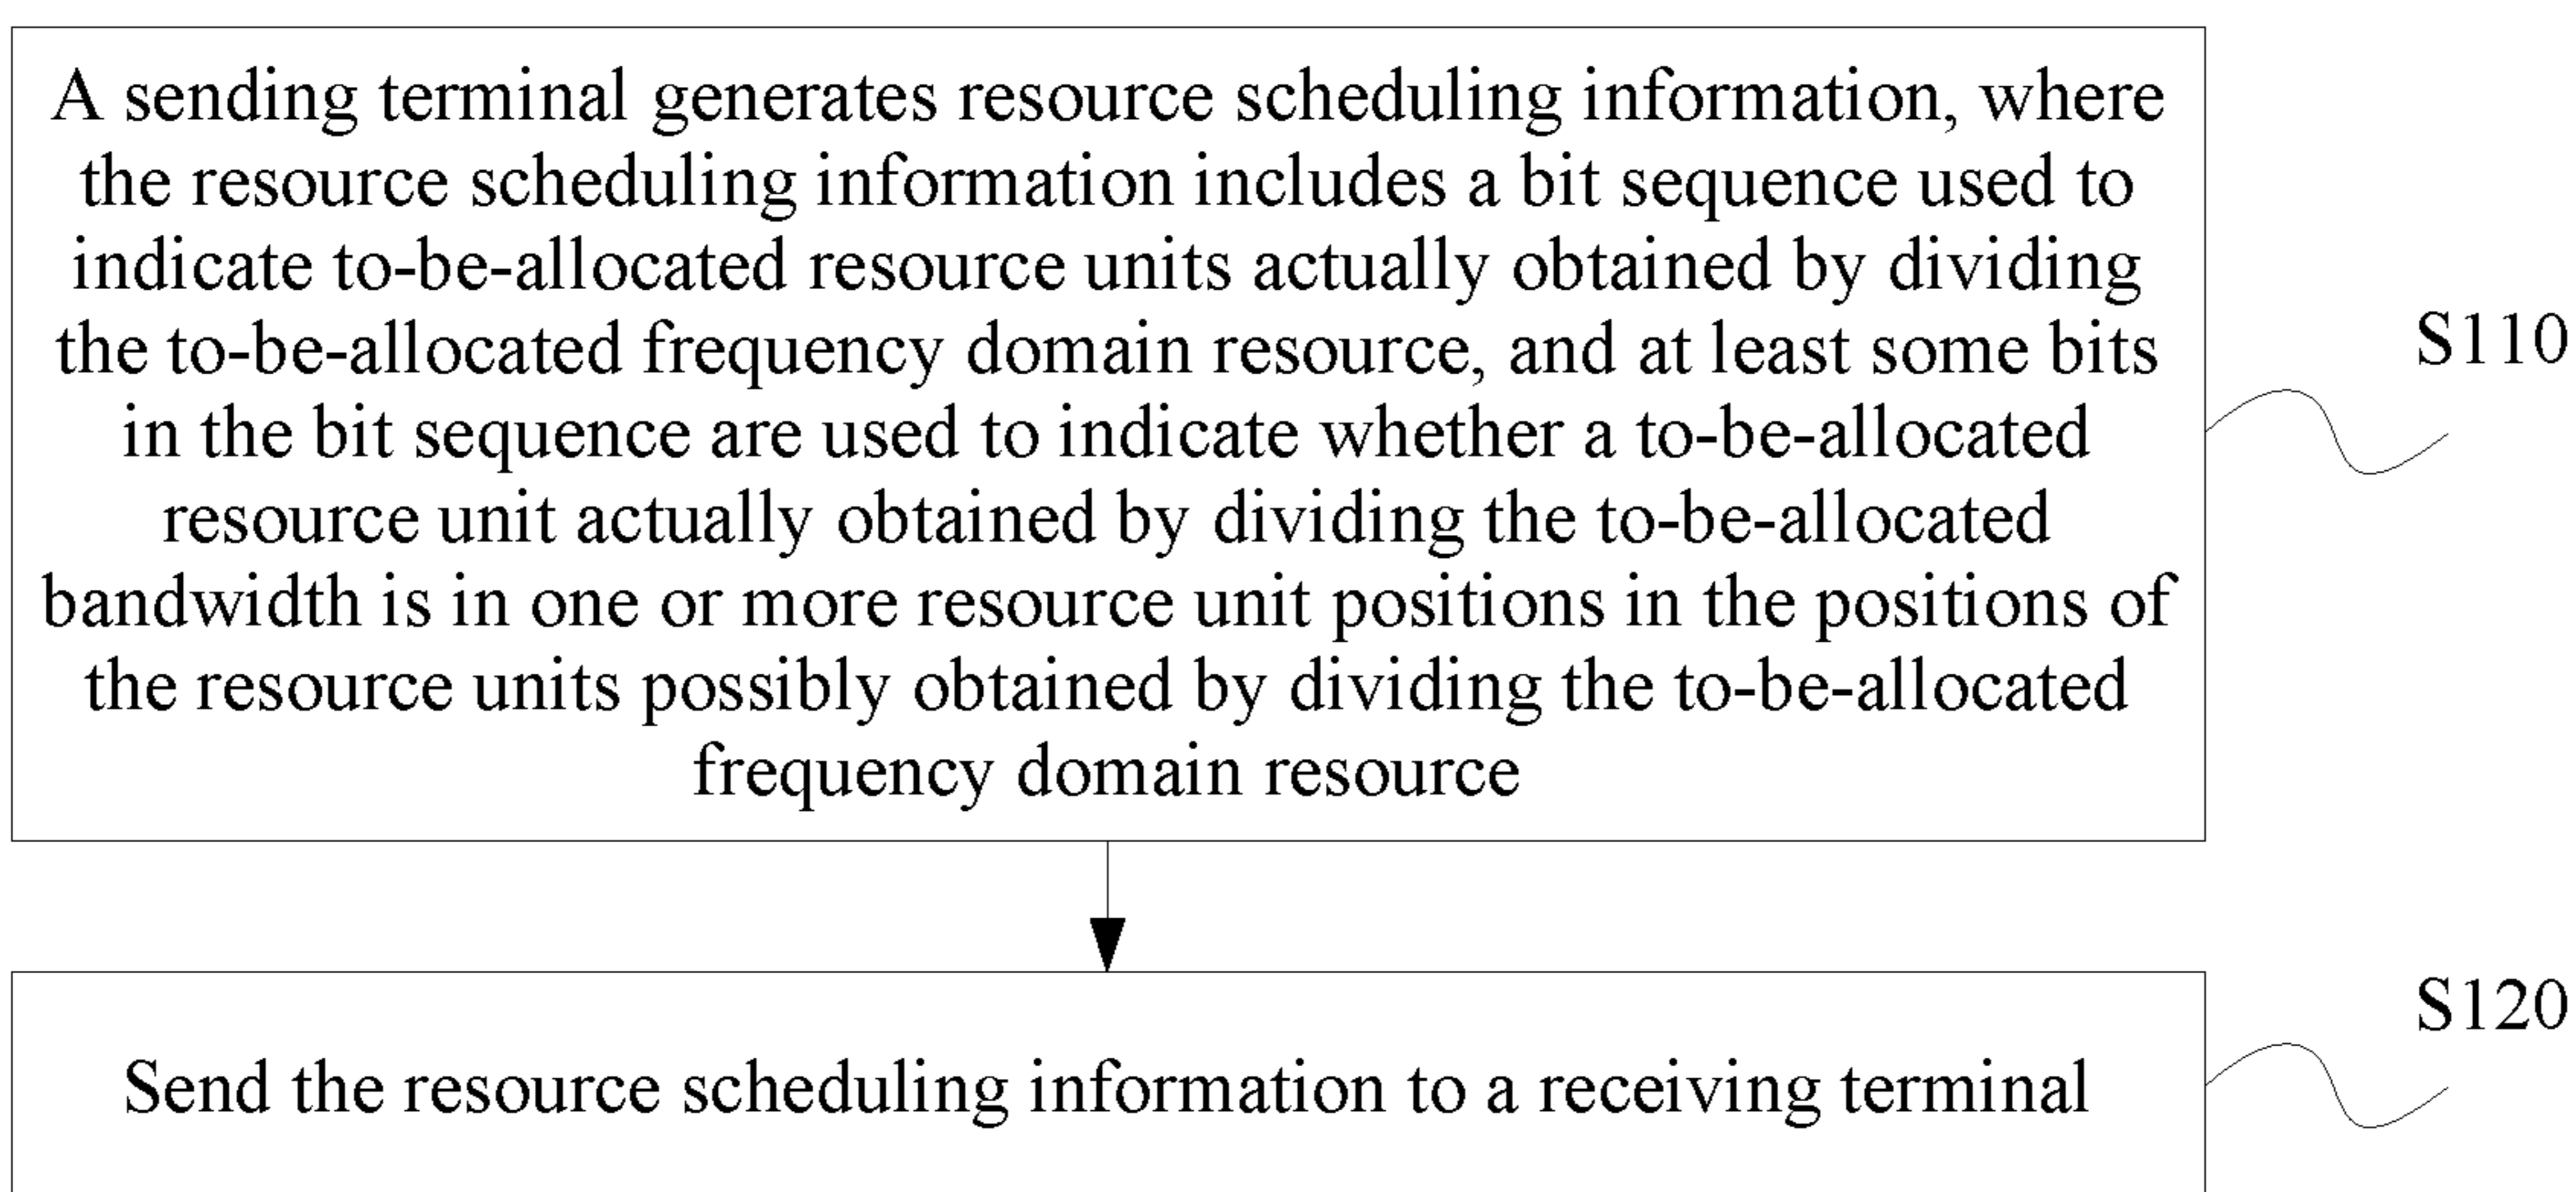 A sending terminal generates resource scheduling information, where
the resource scheduling information includes a bit sequence used to
indicate to-be-allocated resource units actually obtained by dividing
the to-be-allocated frequency domain resource, and at least some bits
in the bit sequence are used to indicate whether a to-be-allocated
resource unit actually obtained by dividing the to-be-allocated
bandwidth is in one or more resource unit positions in the positions of
the resource units possibly obtained by dividing the to-be-allocated
frequency domain resource
S110
Send the resource scheduling information to a receiving terminal
S120